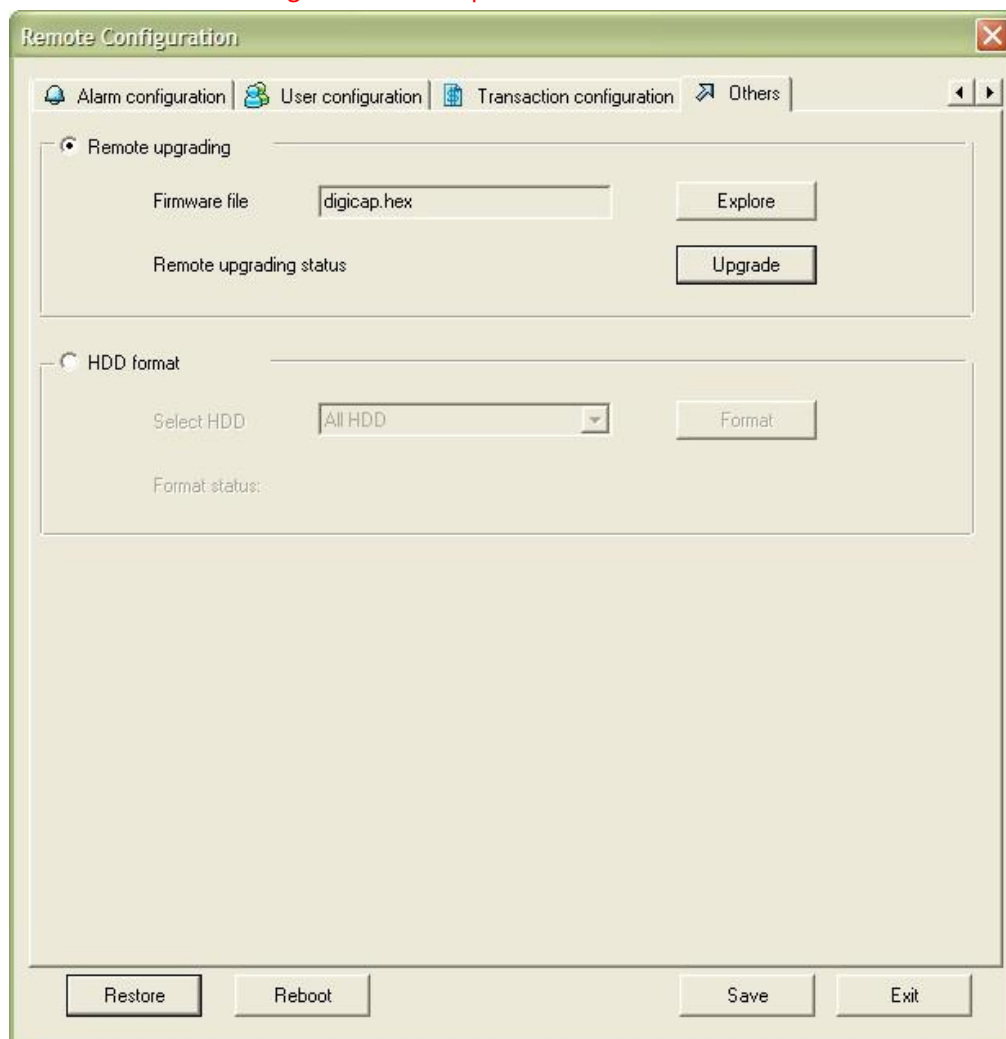 Remote Configuration
Alarm configuration User configuration Transaction configuration Others
Remote upgrading
Firmware file digicap.hex Explore
Remote upgrading status Upgrade
HDD format
Select HDD All HDD Format
Format status:
Restore Reboot Save Exit